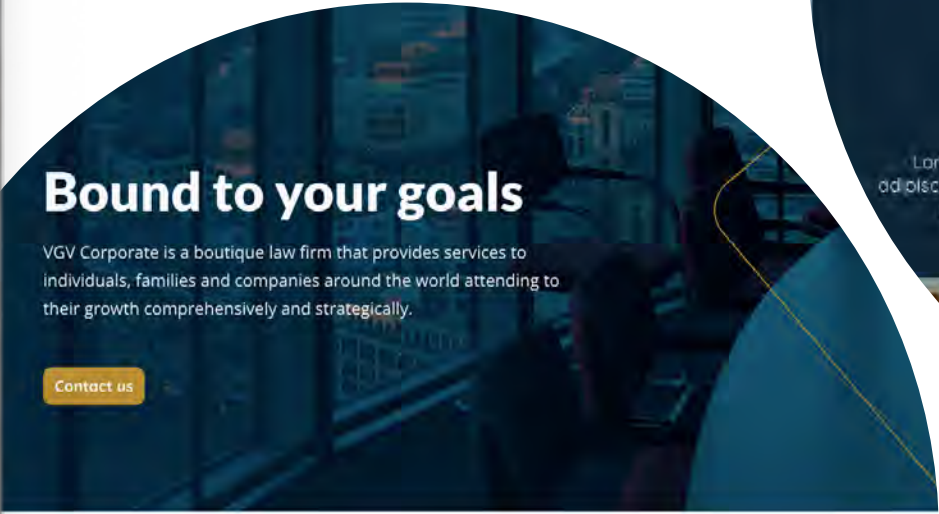 Bound to your goals
VGV Corporate is a boutique law firm that provides services to
individuals, families and companies around the world attending to
their growth comprehensively and strategically.
Contact us